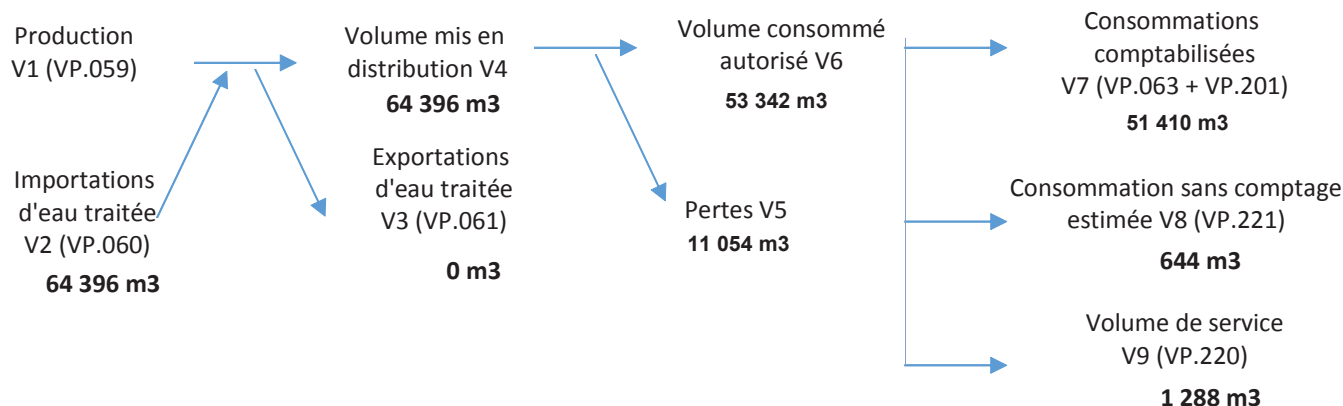 Production
V1 (VP.059)
Importations
d'eau traitée
V2 (VP.060)
64 396 m3
Volume mis en
distribution V4
64 396 m3
Exportations
d'eau traitée
V3 (VP.061)
0 m3
Volume consommé
autorisé V6
53 342 m3
Pertes V5
11 054 m3
Consommations
comptabilisées
V7 (VP.063 + VP.201)
51 410 m3
Consommation sans comptage
estimée V8 (VP.221)
644 m3
Volume de service
V9 (VP.220)
1 288 m3